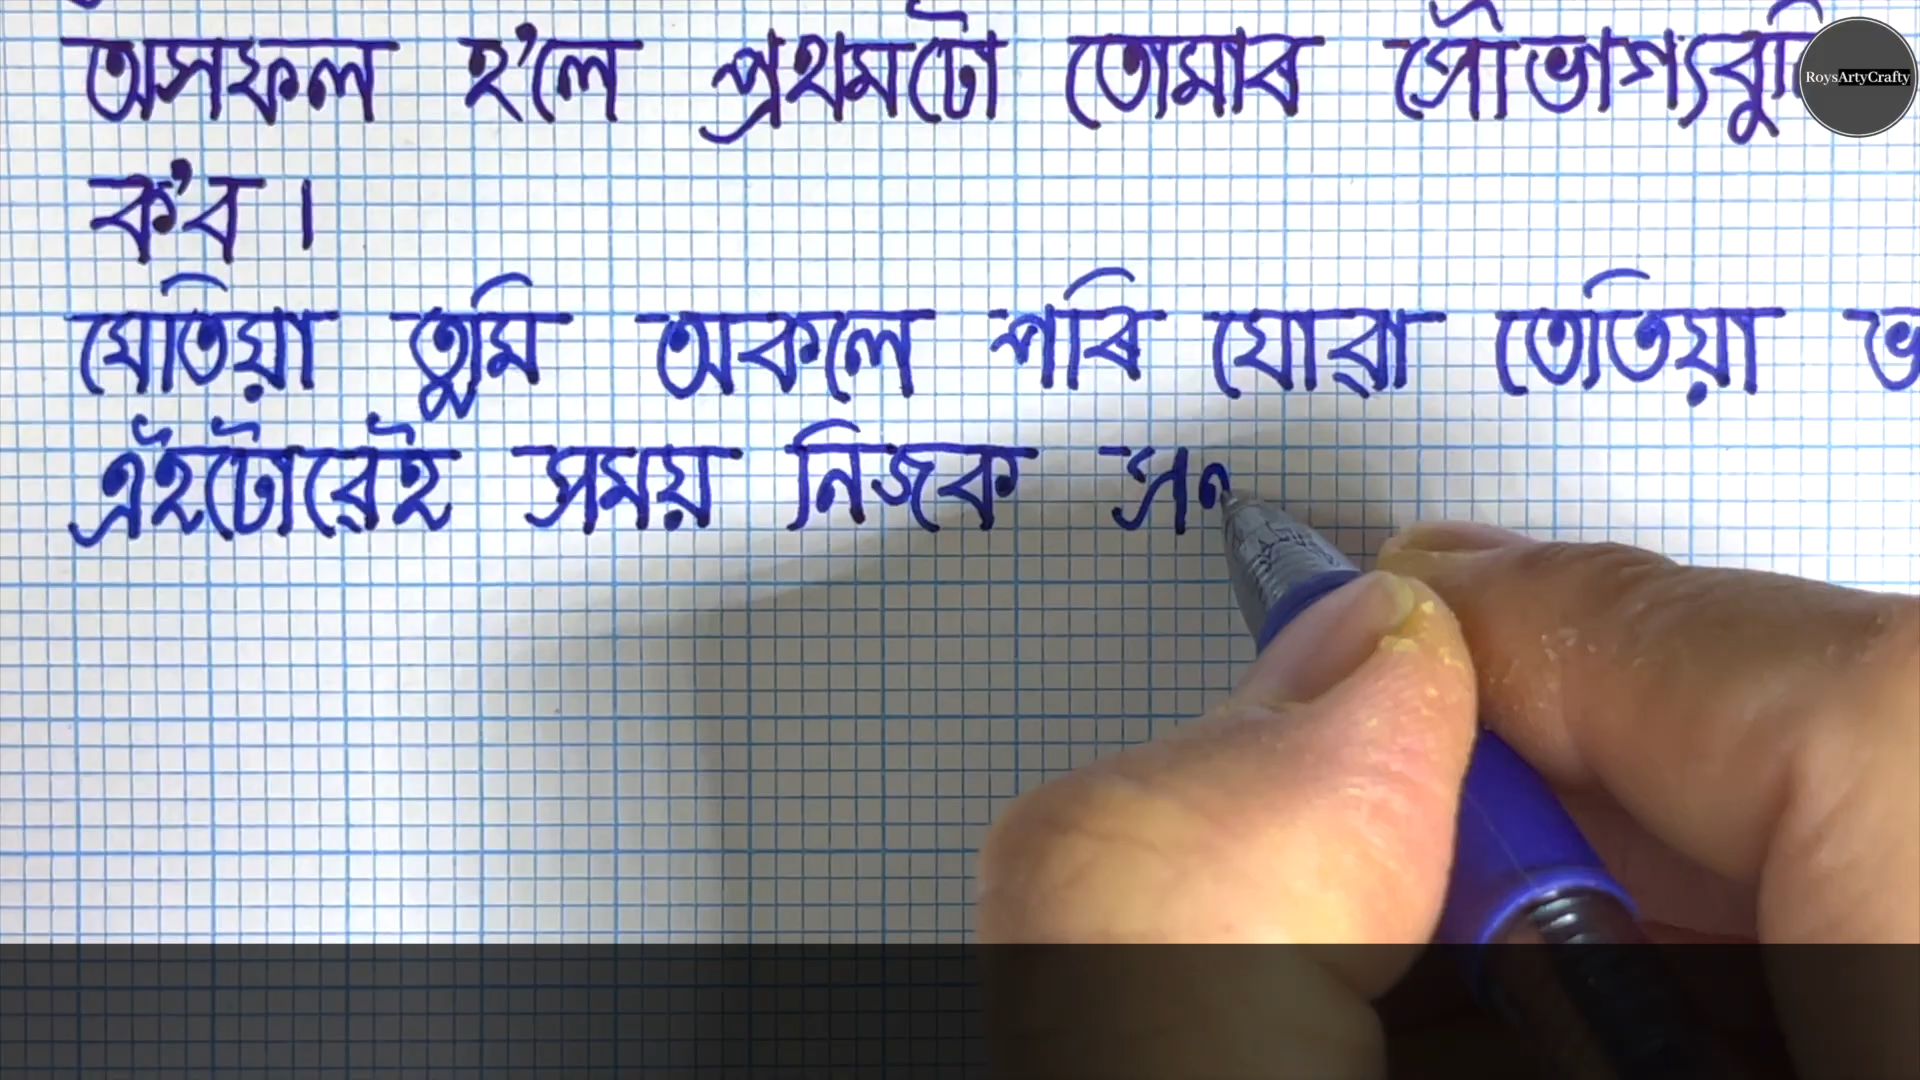 অসফল হ'লে প্ৰথমটো তোমাৰ সৌভাগ্যবুলি
RoysArtyCrafty
ক'ব ।
যেতিয়া তুমি অকলে পৰি যোৱা তেতিয়া
এইটোৱেই সময় নিজক